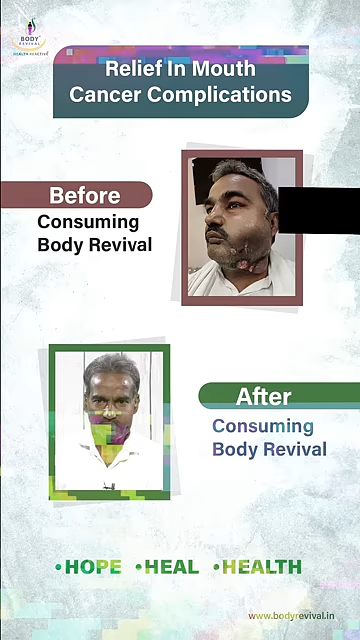 BODY
REVIVAL
HEALTH REACTIVE
Relief In Mouth
Cancer Complications
Before
Consuming
Body Revival
After
Consuming
Body Revival
•HOPE •HEAL •HEALTH
www.bodyrevival.in